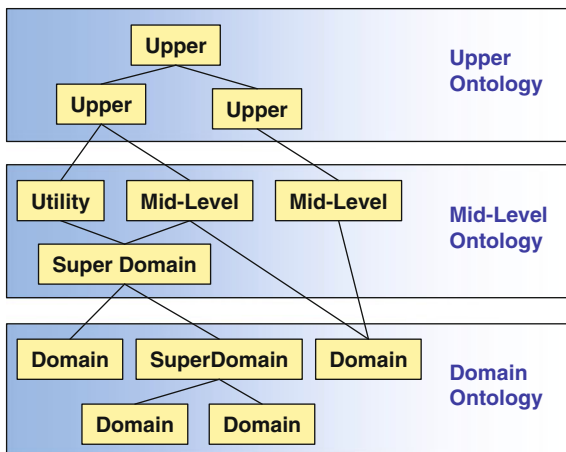 Upper
Upper
Upper
Upper
Ontology
Utility
Mid-Level
Mid-Level
Mid-Level
Ontology
Super Domain
Domain
SuperDomain
Domain
Domain
Ontology
Domain
Domain